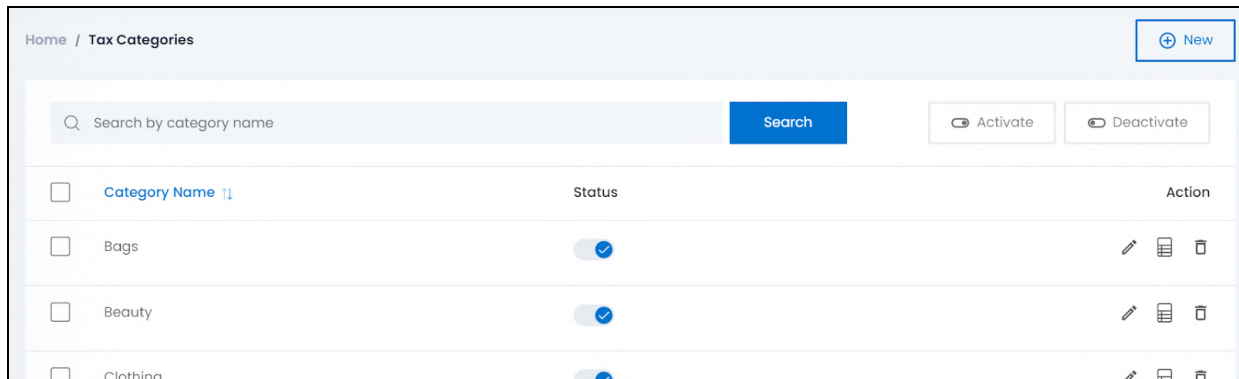 Home / Tax Categories
New
Search by category name
Search
Activate
Deactivate
Category Name
Status
Action
Bags
Beauty
Clothing